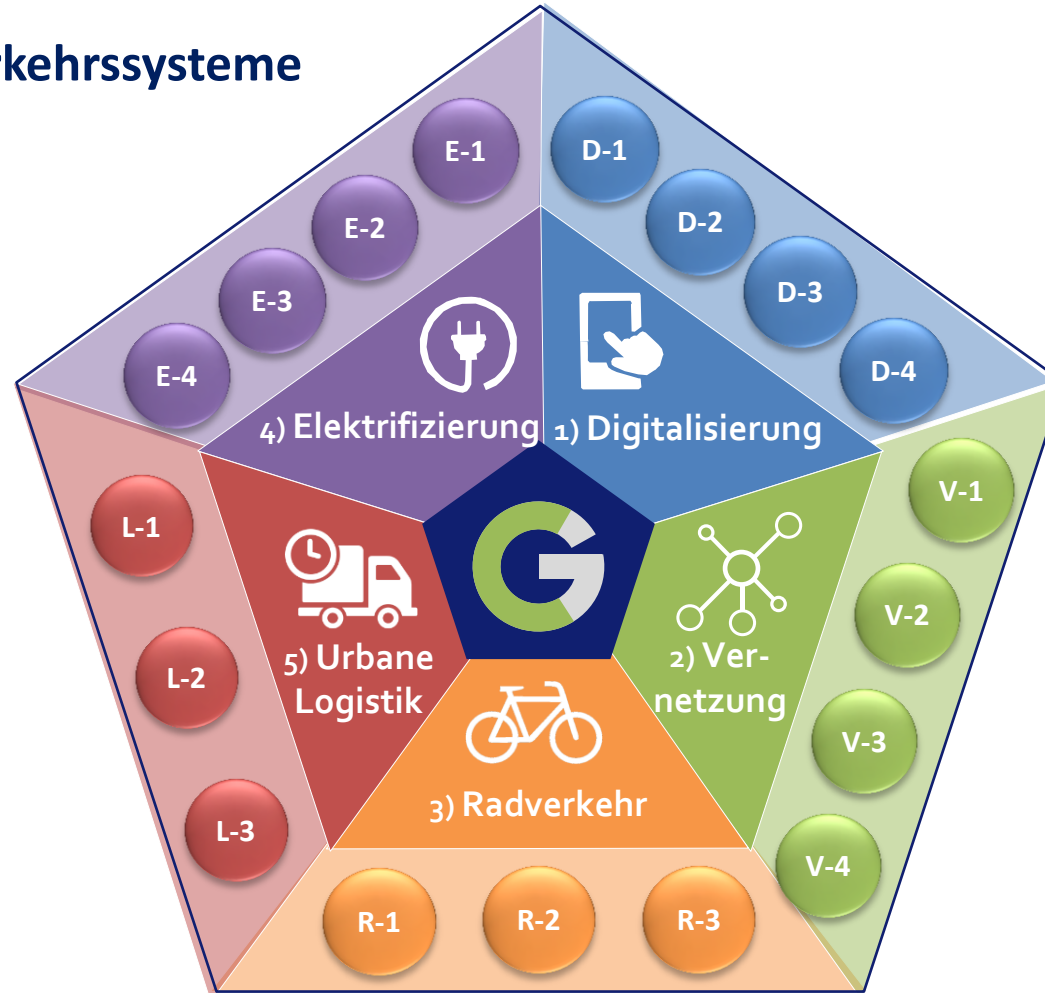 rkehrssysteme
E-1
E-2
E-3
E-4
D-1
D-2
D-3
D-4
4) Elektrifizierung
1) Digitalisierung
V-1
V-2
V-3
V-4
L-1
L-2
L-3
G
5) Urbane
Logistik
2) Ver-
netzung
3) Radverkehr
R-1
R-2
R-3